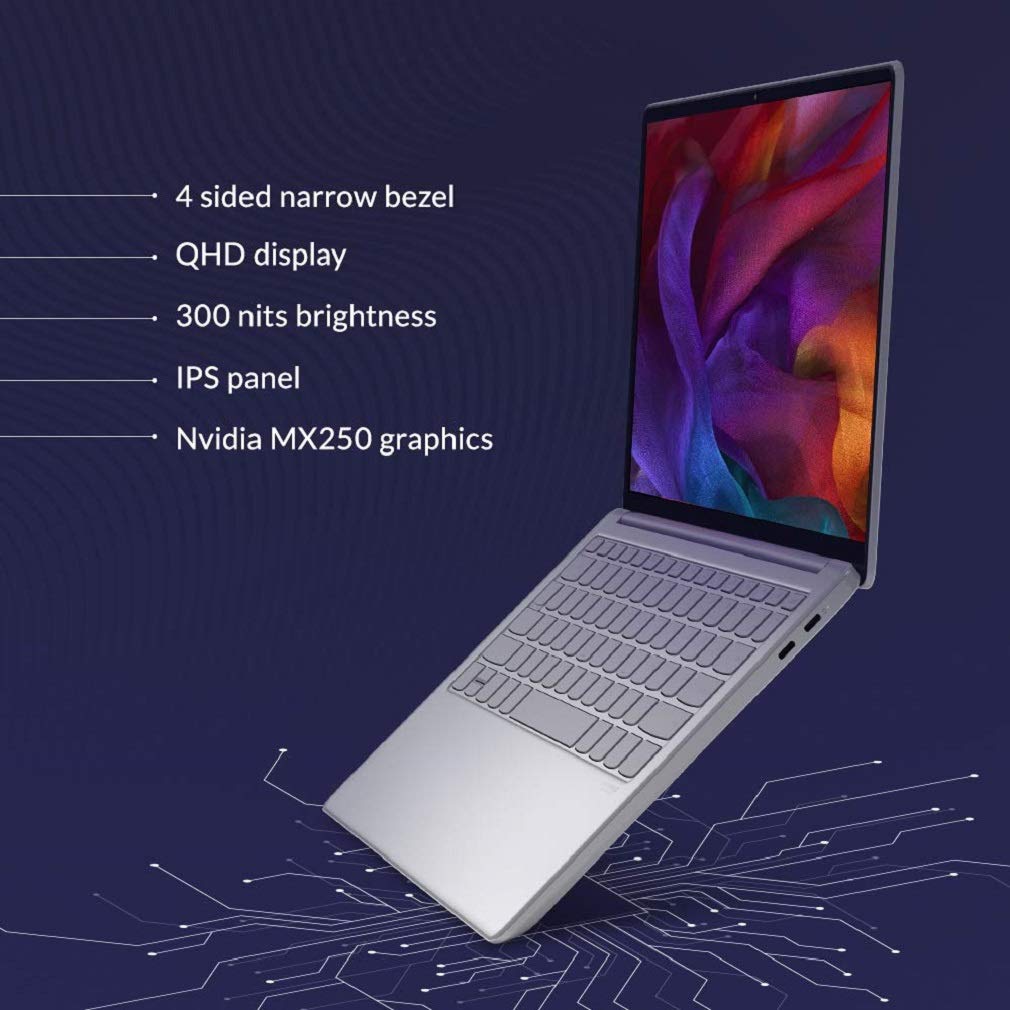 4 sided narrow bezel
QHD display
300 nits brightness
IPS panel
Nvidia MX250 graphics